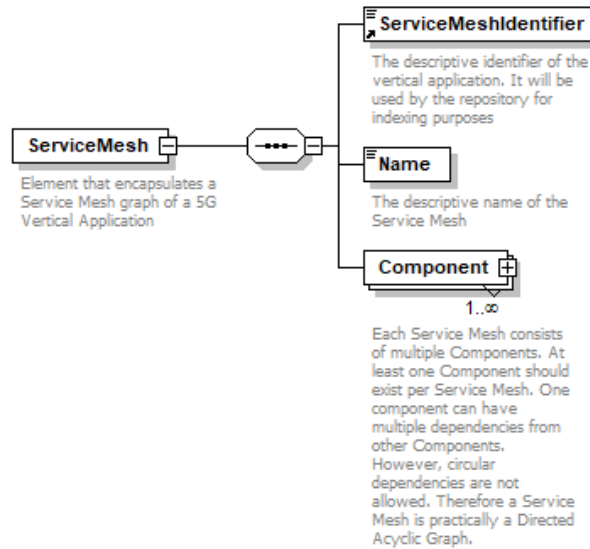 ServiceMeshIdentifier
The descriptive identifier of the
vertical application. It will be
used by the repository for
indexing purposes
ServiceMesh
Element that encapsulates a
Service Mesh graph of a 5G
Vertical Application
Name
The descriptive name of the
Service Mesh
Component
1..∞
Each Service Mesh consists
of multiple Components. At
least one Component should
exist per Service Mesh. One
component can have
multiple dependencies from
other Components.
However, circular
dependencies are not
allowed. Therefore a Service
Mesh is practically a Directed
Acyclic Graph.